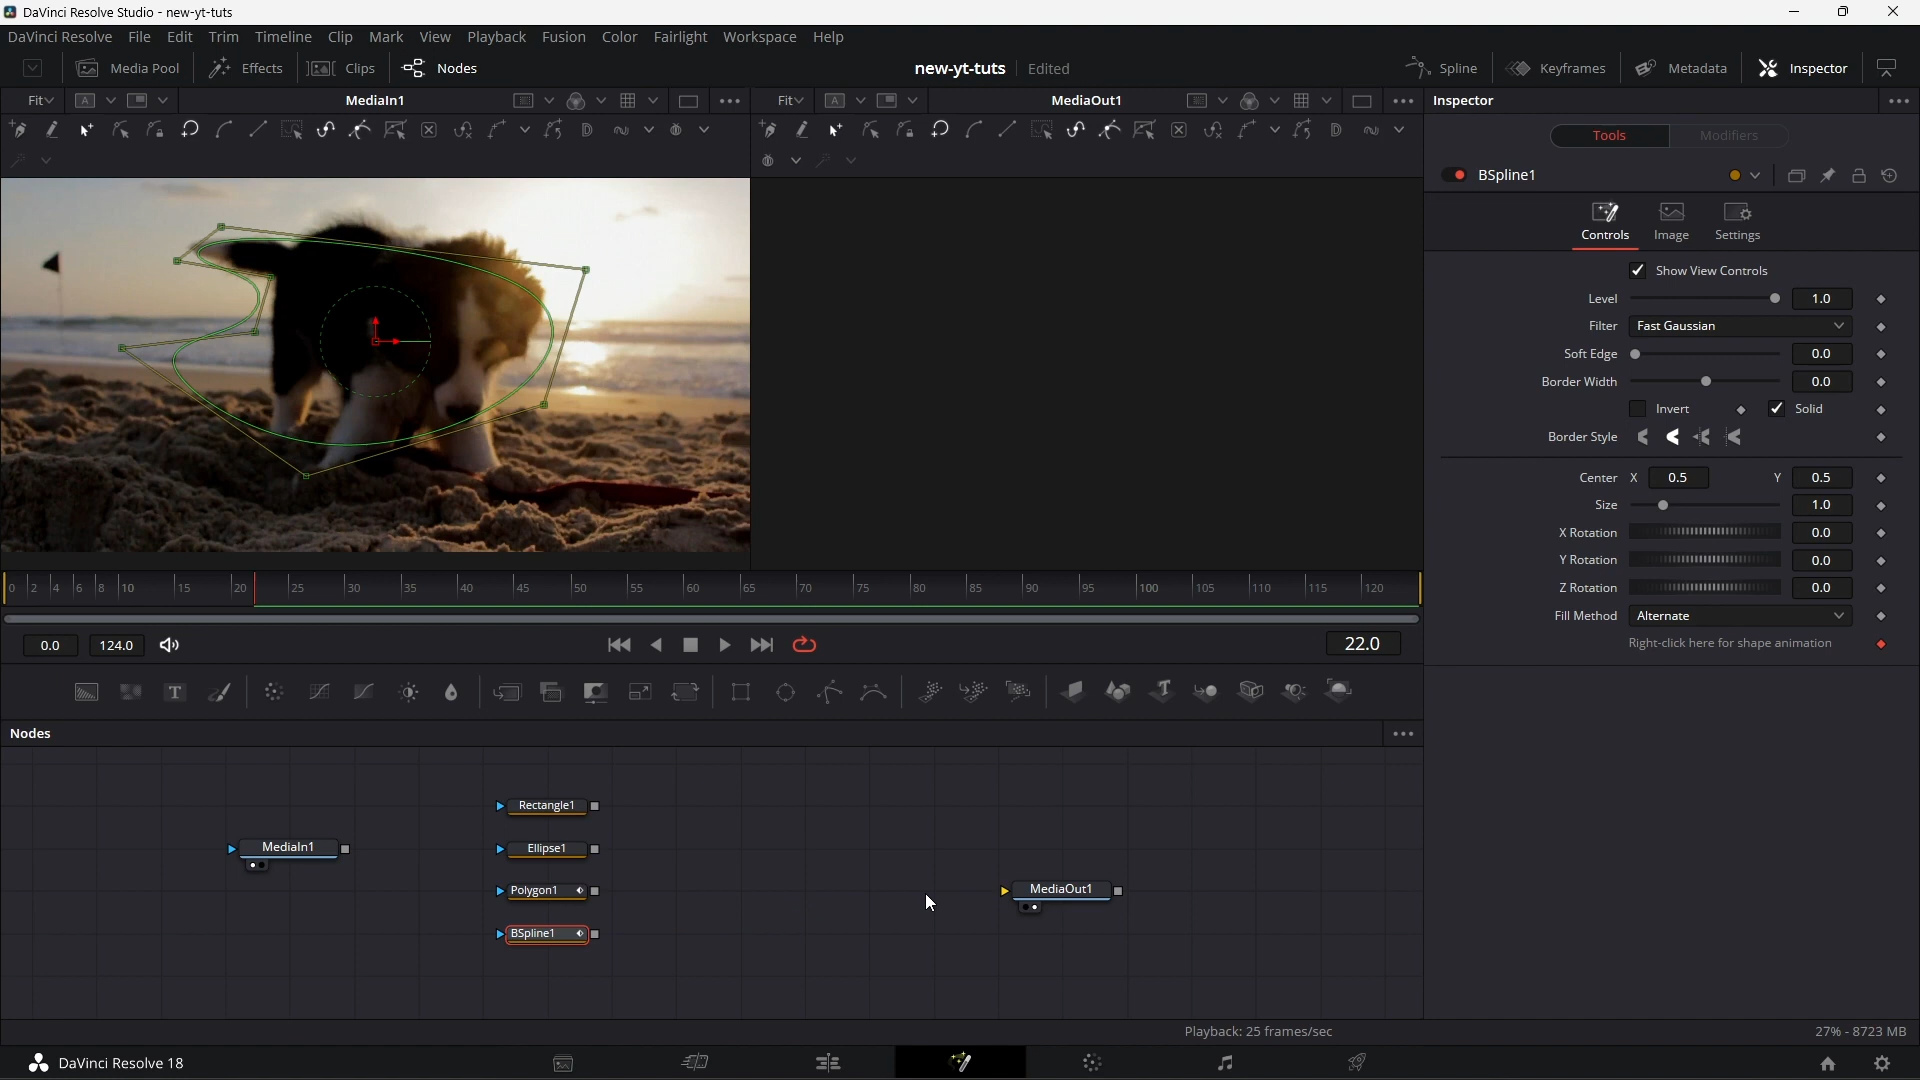 DaVinci Resolve Studio - new-yt-tuts
DaVinci Resolve File Edit Trim Timeline Clip Mark View Playback Fusion Color Fairlight Workspace Help
Media Pool Effects Clips Nodes new-yt-tuts Edited Spline Keyframes Metadata Inspector
Fit A MediaIn1 Fit A MediaOut1 Inspector
Tools Modifiers
BSpline1
Controls Image Settings
Show View Controls
Level 1.0
Filter Fast Gaussian
Soft Edge 0.0
Border Width 0.0
Invert Solid
Border Style
Center X 0.5 Y 0.5
Size 1.0
X Rotation 0.0
Y Rotation 0.0
Z Rotation 0.0
Fill Method Alternate
Right-click here for shape animation
0 2 4 6 8 10 15 20 25 30 35 40 45 50 55 60 65 70 75 80 85 90 95 100 105 110 115 120
0.0 124.0 22.0
Nodes
Rectangle1
MediaIn1 Ellipse1
Polygon1 MediaOut1
BSpline1
Playback: 25 frames/sec 27% - 8723 MB
DaVinci Resolve 18